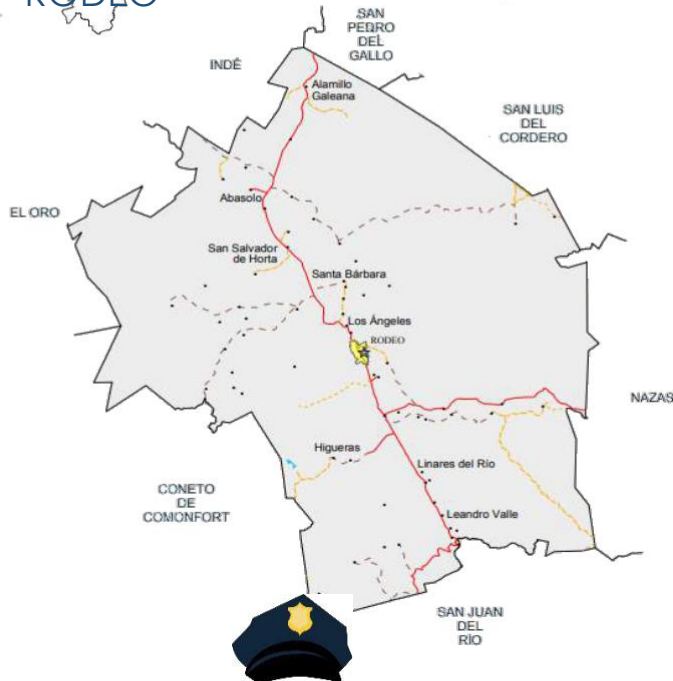 RODEO
SAN
PEDRO
DEL
GALLO
INDÉ
Alamillo
Galeana
SAN LUIS
DEL
CORDERO
Abasolo
EL ORO
San Salvador
de Horta
Santa Bárbara
Los Ángeles
RODEO
NAZAS
Higueras
Linares del Río
CONETO
DE
COMONFORT
Leandro Valle
SAN JUAN
DEL
RÍO